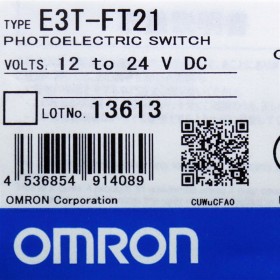 TYPE E3T-FT21
PHOTOELECTRIC SWITCH
VOLTS. 12 to 24 V DC
LOT No. 13613
4 536854 914089
OMRON Corporation
CUWuCFA0
OMRON